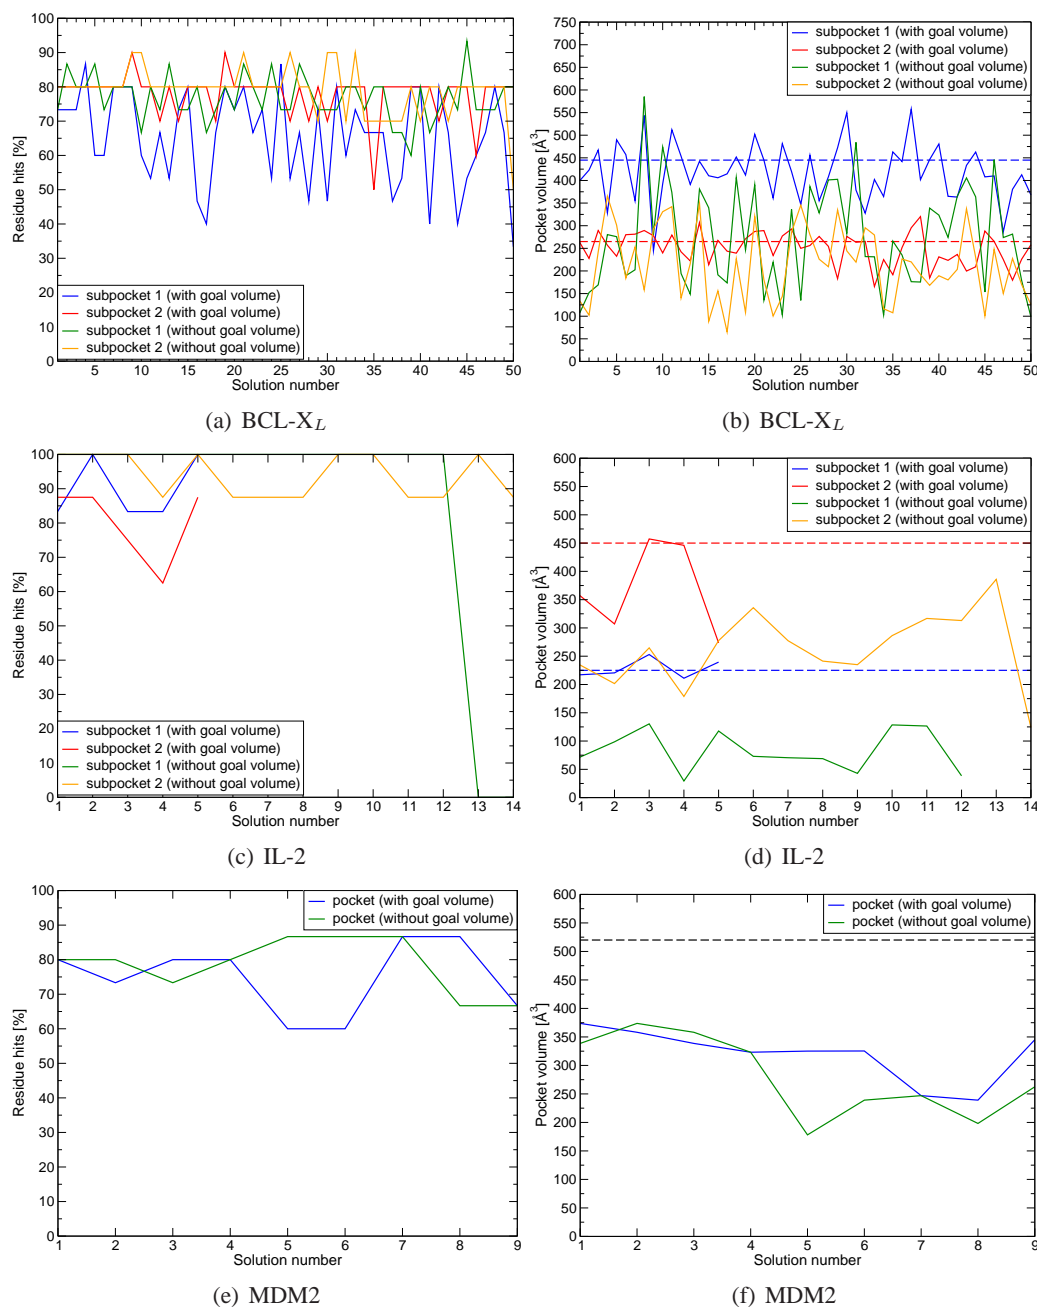 100
90
80
70
60
50
40
30
20
10
0
Residue hits [%]
subpocket 1 (with goal volume)
subpocket 2 (with goal volume)
subpocket 1 (without goal volume)
subpocket 2 (without goal volume)
5 10 15 20 25 30 35 40 45 50
Solution number
(a) BCL-X_L
750
700
650
600
550
500
450
400
350
300
250
200
150
100
50
0
Pocket volume [Å³]
subpocket 1 (with goal volume)
subpocket 2 (with goal volume)
subpocket 1 (without goal volume)
subpocket 2 (without goal volume)
5 10 15 20 25 30 35 40 45 50
Solution number
(b) BCL-X_L
100
90
80
70
60
50
40
30
20
10
0
Residue hits [%]
subpocket 1 (with goal volume)
subpocket 2 (with goal volume)
subpocket 1 (without goal volume)
subpocket 2 (without goal volume)
1 2 3 4 5 6 7 8 9 10 11 12 13 14
Solution number
(c) IL-2
600
550
500
450
400
350
300
250
200
150
100
50
0
Pocket volume [Å³]
subpocket 1 (with goal volume)
subpocket 2 (with goal volume)
subpocket 1 (without goal volume)
subpocket 2 (without goal volume)
1 2 3 4 5 6 7 8 9 10 11 12 13 14
Solution number
(d) IL-2
100
90
80
70
60
50
40
30
20
10
0
Residue hits [%]
pocket (with goal volume)
pocket (without goal volume)
1 2 3 4 5 6 7 8 9
Solution number
(e) MDM2
600
550
500
450
400
350
300
250
200
150
100
50
0
Pocket volume [Å³]
pocket (with goal volume)
pocket (without goal volume)
1 2 3 4 5 6 7 8 9
Solution number
(f) MDM2